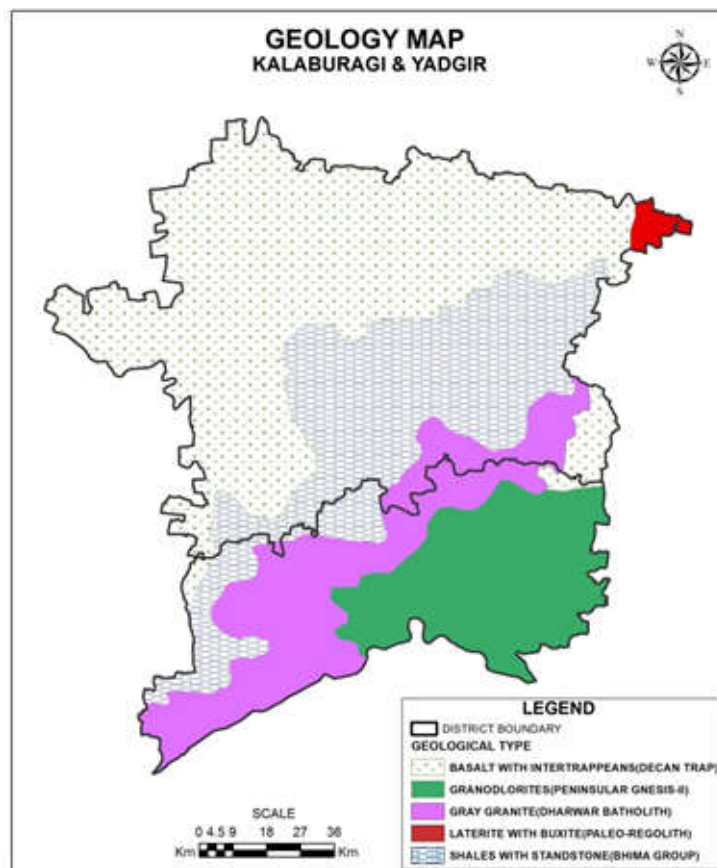 GEOLOGY MAP
KALABURAGI & YADGIR
N
W E
S
LEGEND
DISTRICT BOUNDARY
GEOLOGICAL TYPE
BASALT WITH INTERTRAPPEANS(DECAN TRAP)
GRANODLORITES(PENINSULAR GNESIS-II)
GRAY GRANITE(DHARWAR BATHOLITH)
LATERITE WITH BUXITE(PALEO-REGOLITH)
SHALES WITH STANDSTONE(BHIMA GROUP)
SCALE
0 4.5 9 18 27 36
Km Km